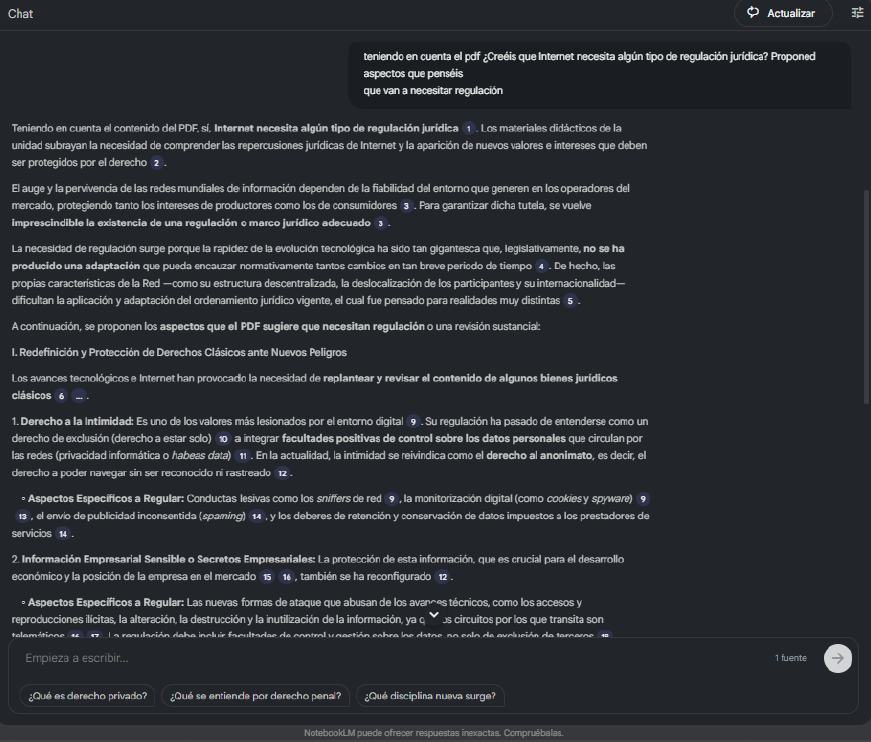 Chat
Actualizar
teniendo en cuenta el pdf ¿Creéis que Internet necesita algún tipo de regulación jurídica? Proponed
aspectos que penséis
que van a necesitar regulación
Teniendo en cuenta el contenido del PDF, sí, Internet necesita algún tipo de regulación jurídica 1 . Los materiales didácticos de la
unidad subrayan la necesidad de comprender las repercusiones jurídicas de Internet y la aparición de nuevos valores e intereses que deben
ser protegidos por el derecho 2 .
El auge y la pervivencia de las redes mundiales de información dependen de la fiabilidad del entorno que generen en los operadores del
mercado, protegiendo tanto los intereses de productores como los de consumidores 3 . Para garantizar dicha tutela, se vuelve
imprescindible la existencia de una regulación o marco jurídico adecuado 3 .
La necesidad de regulación surge porque la rapidez de la evolución tecnológica ha sido tan gigantesca que, legislativamente, no se ha
producido una adaptación que pueda encauzar normativamente tantos cambios en tan breve periodo de tiempo 4 . De hecho, las
propias características de la Red —como su estructura descentralizada, la deslocalización de los participantes y su internacionalidad—
dificultan la aplicación y adaptación del ordenamiento jurídico vigente, el cual fue pensado para realidades muy distintas 5 .
A continuación, se proponen los aspectos que el PDF sugiere que necesitan regulación o una revisión sustancial:
I. Redefinición y Protección de Derechos Clásicos ante Nuevos Peligros
Los avances tecnológicos e Internet han provocado la necesidad de replantear y revisar el contenido de algunos bienes jurídicos
clásicos 6 ... .
1. Derecho a la Intimidad: Es uno de los valores más lesionados por el entorno digital 9 . Su regulación ha pasado de entenderse como un
derecho de exclusión (derecho a estar solo) 10 a integrar facultades positivas de control sobre los datos personales que circulan por
las redes (privacidad informática o habeas data) 11 . En la actualidad, la intimidad se reivindica como el derecho al anonimato, es decir, el
derecho a poder navegar sin ser reconocido ni rastreado 12 .
◦ Aspectos Específicos a Regular: Conductas lesivas como los sniffers de red 9 , la monitorización digital (como cookies y spyware) 9
13 , el envío de publicidad inconsentida (spaming) 14 , y los deberes de retención y conservación de datos impuestos a los prestadores de
servicios 14 .
2. Información Empresarial Sensible o Secretos Empresariales: La protección de esta información, que es crucial para el desarrollo
económico y la posición de la empresa en el mercado 15 16 , también se ha reconfigurado 12 .
◦ Aspectos Específicos a Regular: Las nuevas formas de ataque que abusan de los avances técnicos, como los accesos y
reproducciones ilícitas, la alteración, la destrucción y la inutilización de la información, ya q os circuitos por los que transita son
telemáticos 16 17 . La regulación debe incluir facultades de control y gestión sobre los datos, no solo de exclusión de terceros 18
Empieza a escribir...
1 fuente
¿Qué es derecho privado?
¿Qué se entiende por derecho penal?
¿Qué disciplina nueva surge?
NotebookLM puede ofrecer respuestas inexactas. Compruébalas.